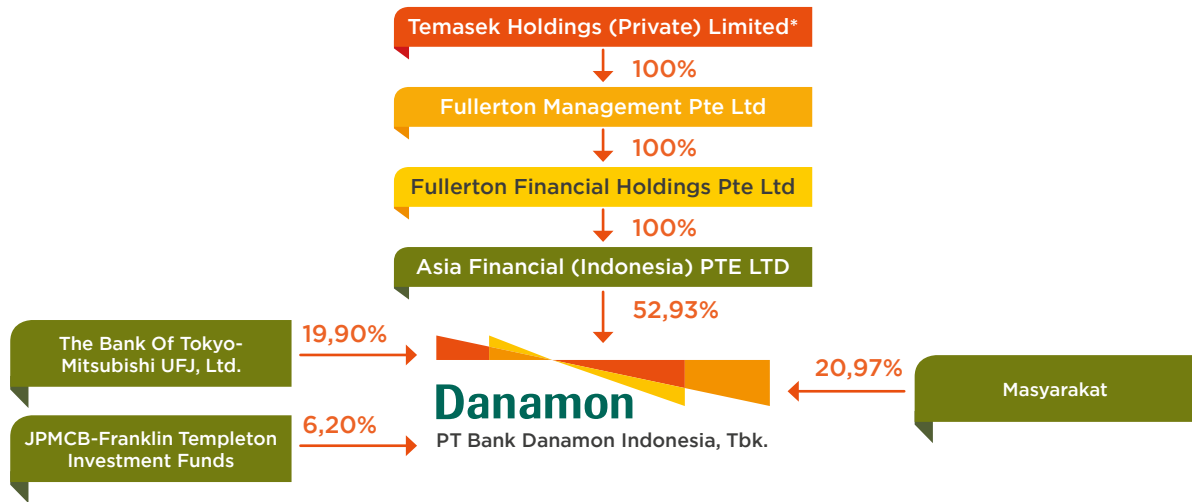 Temasek Holdings (Private) Limited*
100%
Fullerton Management Pte Ltd
100%
Fullerton Financial Holdings Pte Ltd
100%
Asia Financial (Indonesia) PTE LTD
52,93%
The Bank Of Tokyo-
Mitsubishi UFJ, Ltd.
19,90%
20,97%
Masyarakat
Danamon
PT Bank Danamon Indonesia, Tbk.
JPMCB-Franklin Templeton
Investment Funds
6,20%